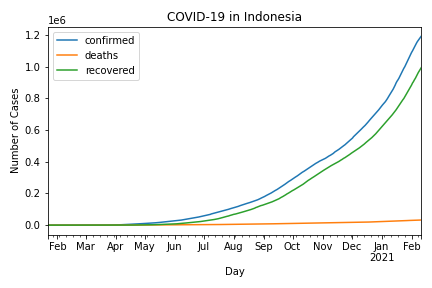 COVID-19 in Indonesia
1e6
confirmed
deaths
recovered
1.2
1.0
0.8
0.6
0.4
0.2
0.0
Number of Cases
Feb Mar Apr May Jun Jul Aug Sep Oct Nov Dec Jan Feb
2021
Day